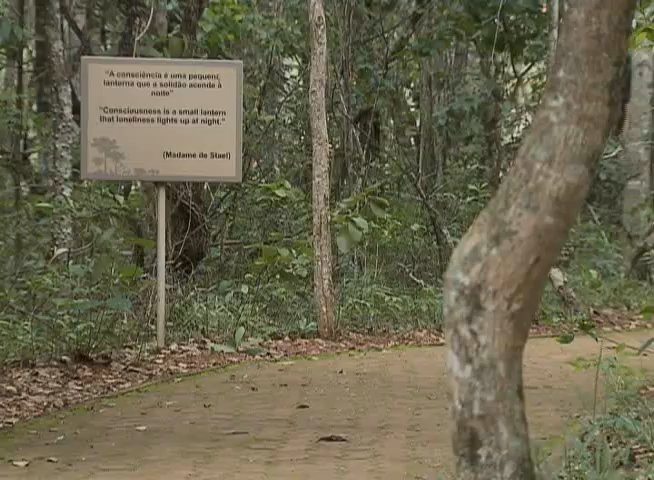 "A consciência é uma pequena
lanterna que a solidão acende à
noite"
"Consciousness is a small lantern
that loneliness lights up at night."
(Madame de Stael)